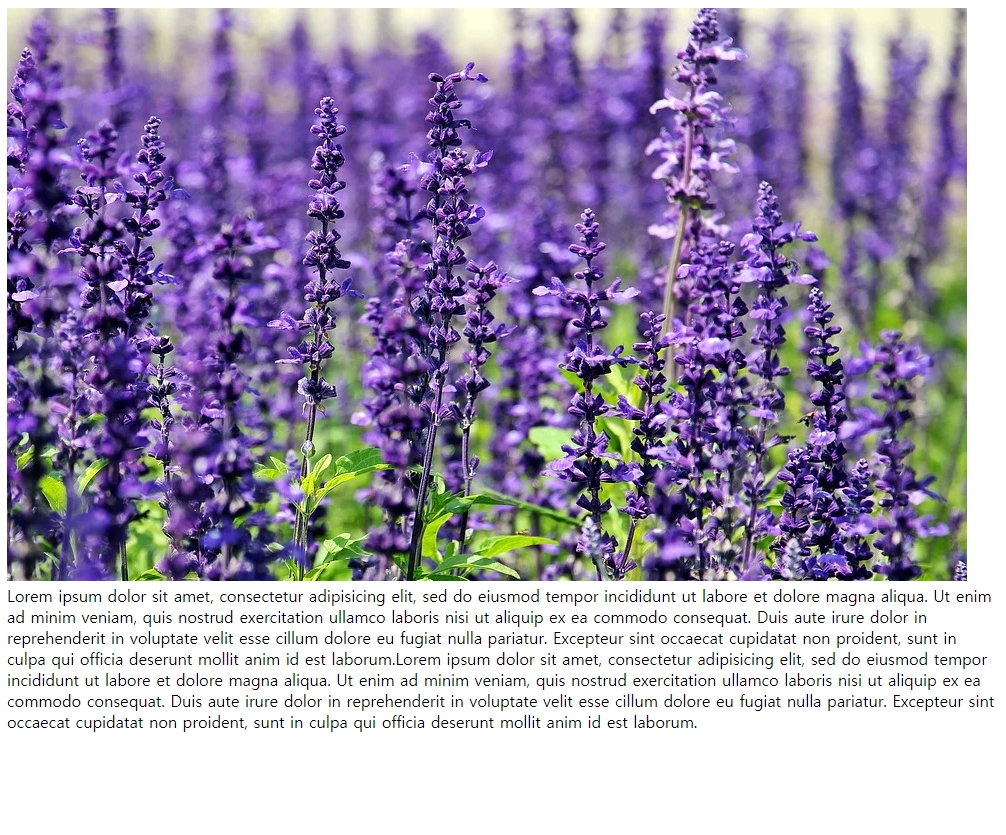 Lorem ipsum dolor sit amet, consectetur adipisicing elit, sed do eiusmod tempor incididunt ut labore et dolore magna aliqua. Ut enim
ad minim veniam, quis nostrud exercitation ullamco laboris nisi ut aliquip ex ea commodo consequat. Duis aute irure dolor in
reprehenderit in voluptate velit esse cillum dolore eu fugiat nulla pariatur. Excepteur sint occaecat cupidatat non proident, sunt in
culpa qui officia deserunt mollit anim id est laborum.Lorem ipsum dolor sit amet, consectetur adipisicing elit, sed do eiusmod tempor
incididunt ut labore et dolore magna aliqua. Ut enim ad minim veniam, quis nostrud exercitation ullamco laboris nisi ut aliquip ex ea
commodo consequat. Duis aute irure dolor in reprehenderit in voluptate velit esse cillum dolore eu fugiat nulla pariatur. Excepteur sint
occaecat cupidatat non proident, sunt in culpa qui officia deserunt mollit anim id est laborum.